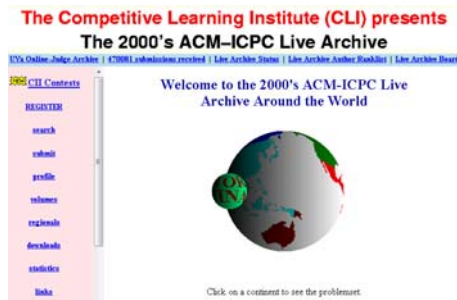 The Competitive Learning Institute (CLI) presents
The 2000's ACM–ICPC Live Archive
UVa Online Judge Archive | 470081 submissions received | Live Archive Status | Live Archive Author Ranklist | Live Archive Board
CII Contests
REGISTER
search
submit
profile
volumes
regionals
downloads
statistics
links
Welcome to the 2000's ACM-ICPC Live
Archive Around the World
Click on a continent to see the problemset.